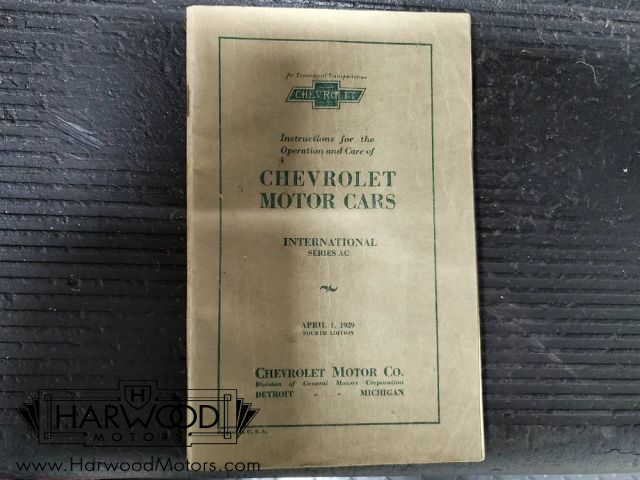 for Economical Transportation
CHEVROLET
Instructions for the
Operation and Care of
CHEVROLET
MOTOR CARS
INTERNATIONAL
SERIES AC
APRIL 1, 1929
FOURTH EDITION
CHEVROLET MOTOR CO.
Division of General Motors Corporation
DETROIT - - MICHIGAN
U. S. A.
H
HARWOOD
MOTORS
www.HarwoodMotors.com